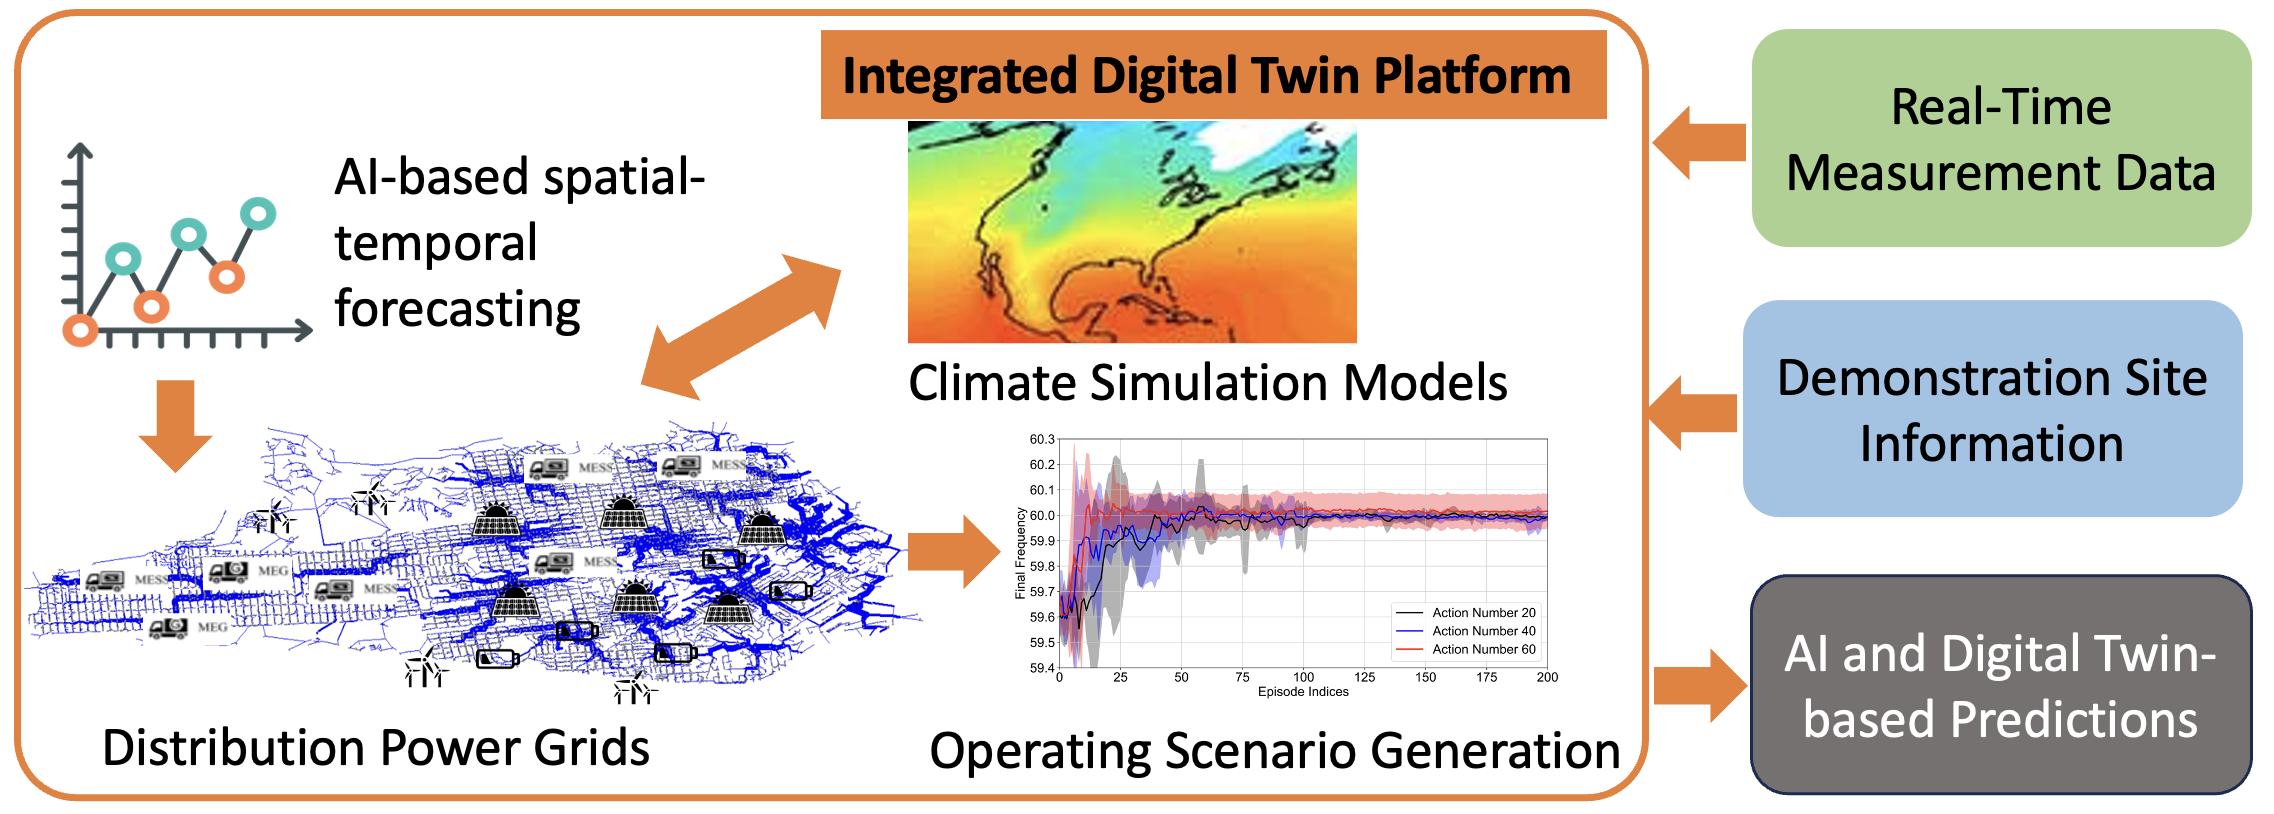 Integrated Digital Twin Platform
AI-based spatial-
temporal
forecasting
Climate Simulation Models
MESS
MESS
MESS
MESS
MEG
MESS
MEG
Distribution Power Grids
Final Frequency
60.3
60.2
60.1
60.0
59.9
59.8
59.7
59.6
59.5
59.4
0 25 50 75 100 125 150 175 200
Episode Indices
Action Number 20
Action Number 40
Action Number 60
Operating Scenario Generation
Real-Time
Measurement Data
Demonstration Site
Information
AI and Digital Twin-
based Predictions